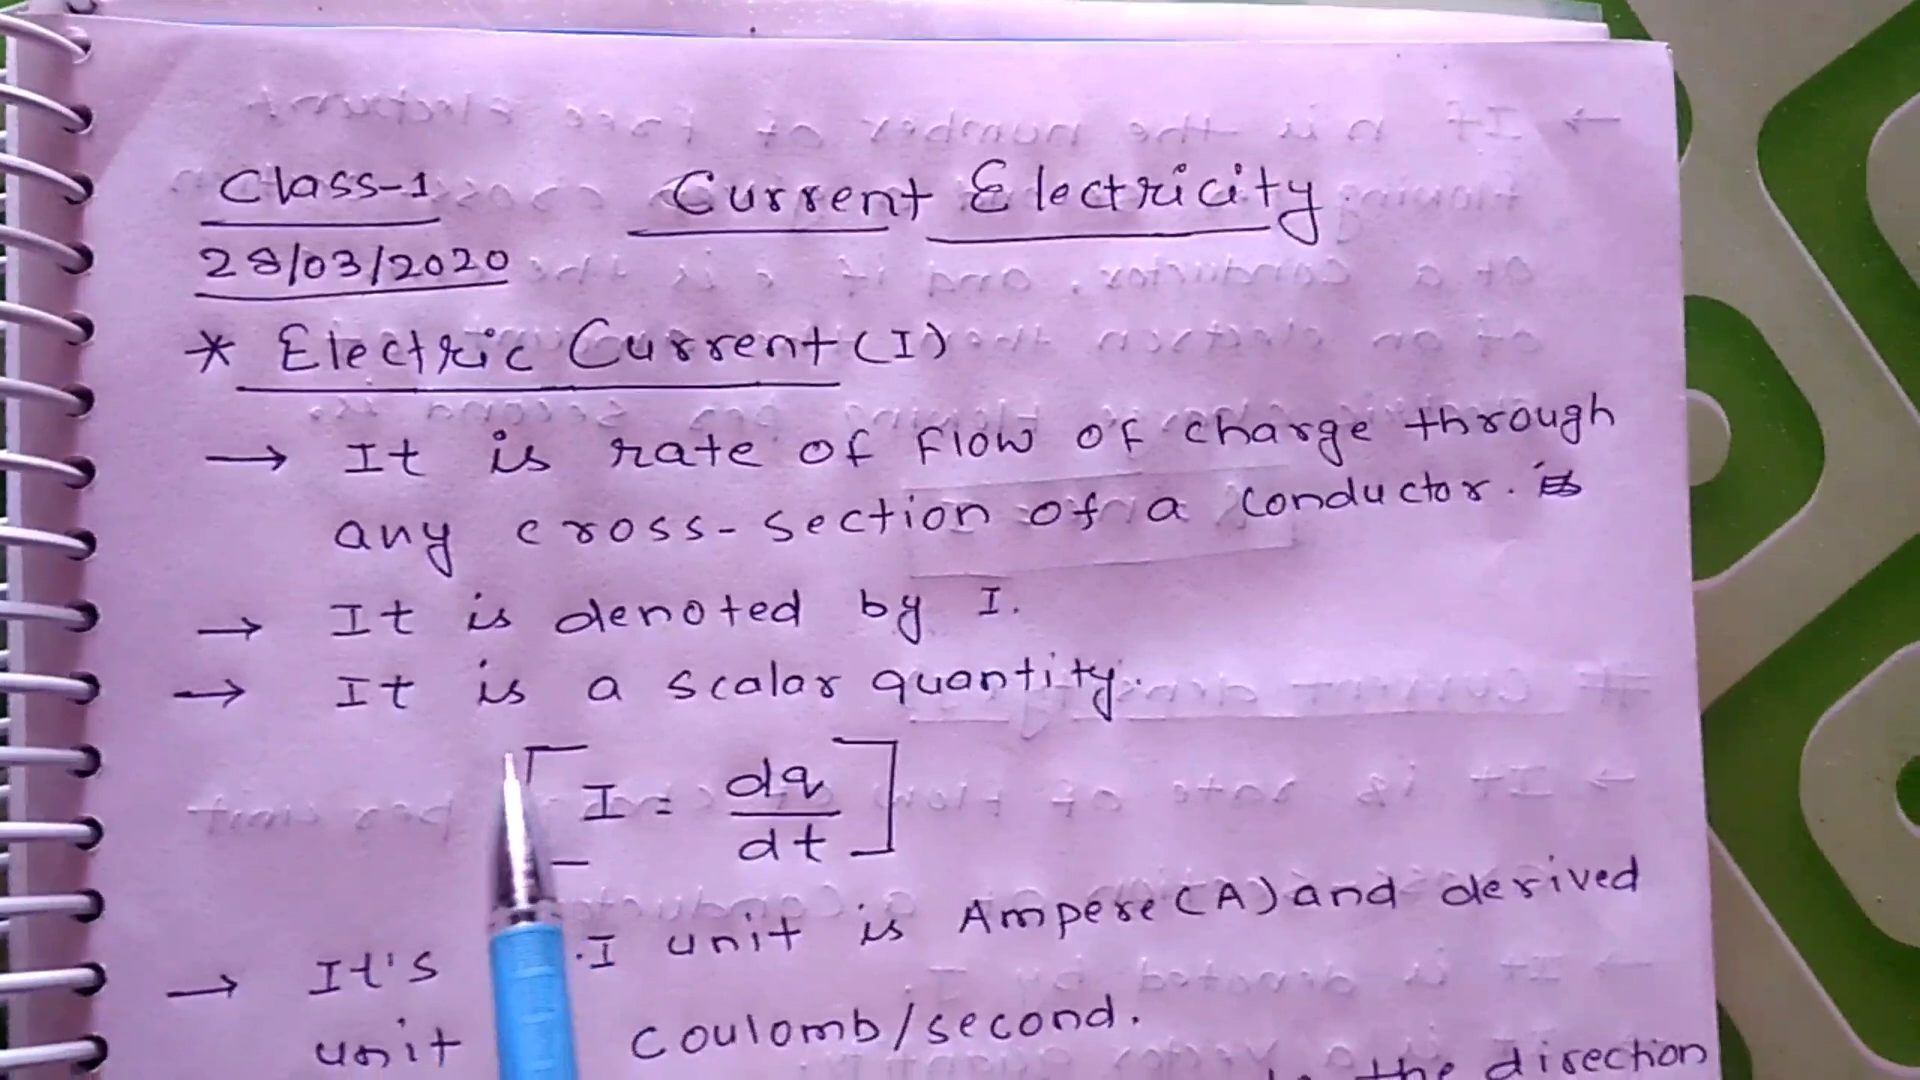 Class-1 Current Electricity
28/03/2020
* Electric Current (I)
→ It is rate of flow of charge through
any cross-section of a conductor.
→ It is denoted by I.
→ It is a scalar quantity.
[I = dq/dt]
→ It's .I unit is Ampere (A) and derived
unit coulomb/second.
the direction